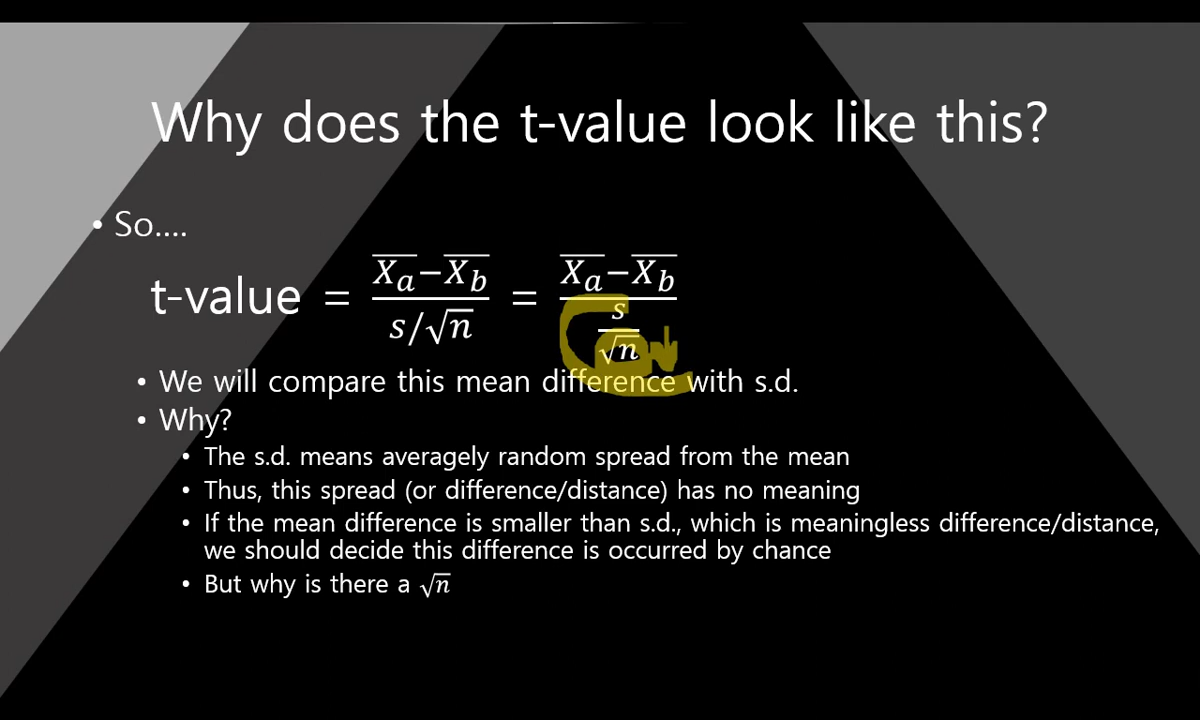 Why does the t-value look like this?
• So....
t-value = (X̅a−X̅b)/(s/√n) = (X̅a−X̅b)/(s/√n)
• We will compare this mean difference with s.d.
• Why?
• The s.d. means averagely random spread from the mean
• Thus, this spread (or difference/distance) has no meaning
• If the mean difference is smaller than s.d., which is meaningless difference/distance,
we should decide this difference is occurred by chance
• But why is there a √n